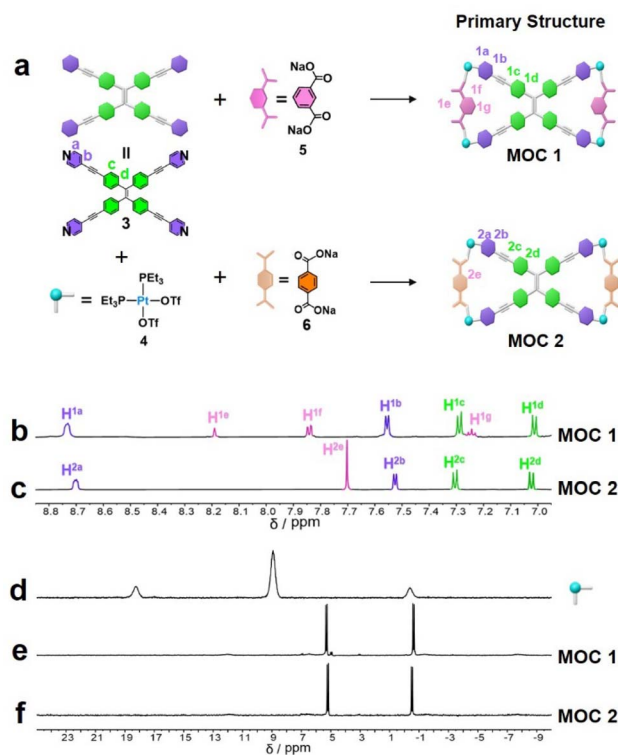 Primary Structure
a
1a
1b
1c
1d
1f
1e
1g
MOC 1
NaO
O
O
NaO
5
+
=
II
a
b
c
d
N
N
N
N
3
+
=
PEt₃
Et₃P-Pt-OTf
OTf
4
+
=
O
ONa
O
ONa
6
2a
2b
2c
2d
2e
MOC 2
b
H1a
H1e
H1f
H1b
H1c
H1g
H1d
MOC 1
c
H2a
H2e
H2b
H2c
H2d
MOC 2
8.8 8.7 8.6 8.5 8.4 8.3 8.2 8.1 8.0 7.9 7.8 7.7 7.6 7.5 7.4 7.3 7.2 7.1 7.0
δ / ppm
d
e
MOC 1
f
MOC 2
23 21 19 17 15 13 11 9 7 5 3 1 -1 -3 -5 -7 -9
δ / ppm